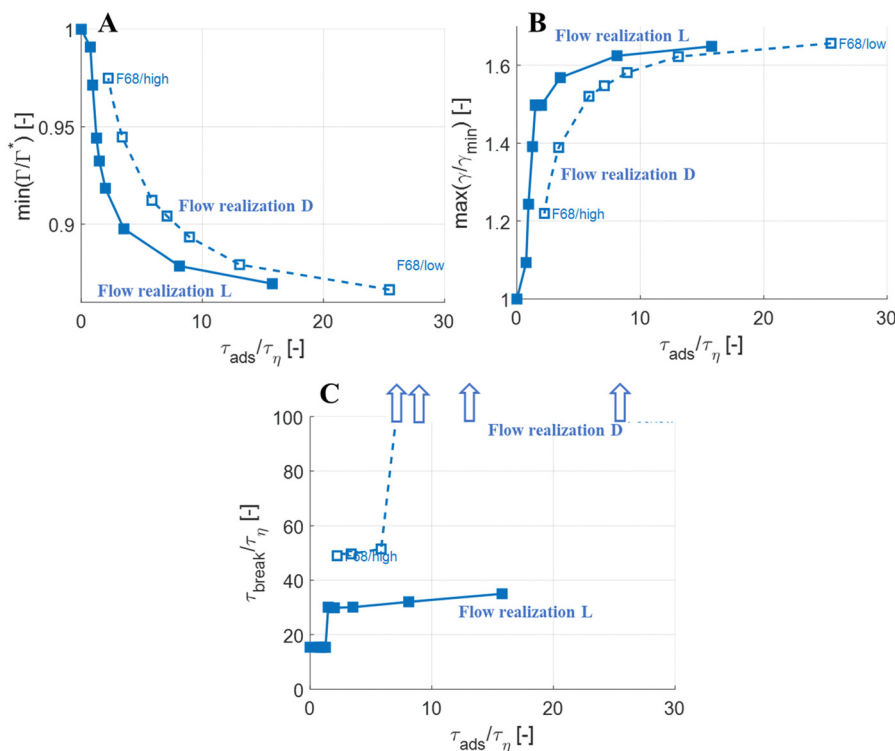 A
Flow realization L
F68/high
Flow realization D
F68/low
Flow realization L
1
0.95
0.9
min(Γ/Γ*) [-]
0 10 20 30
τads/τη [-]
B
Flow realization L
F68/low
Flow realization D
F68/high
1.6
1.4
1.2
1
max(γ/γmin) [-]
0 10 20 30
τads/τη [-]
C
Flow realization D
F68/high
Flow realization L
100
80
60
40
20
0
τbreak/τη [-]
0 10 20 30
τads/τη [-]